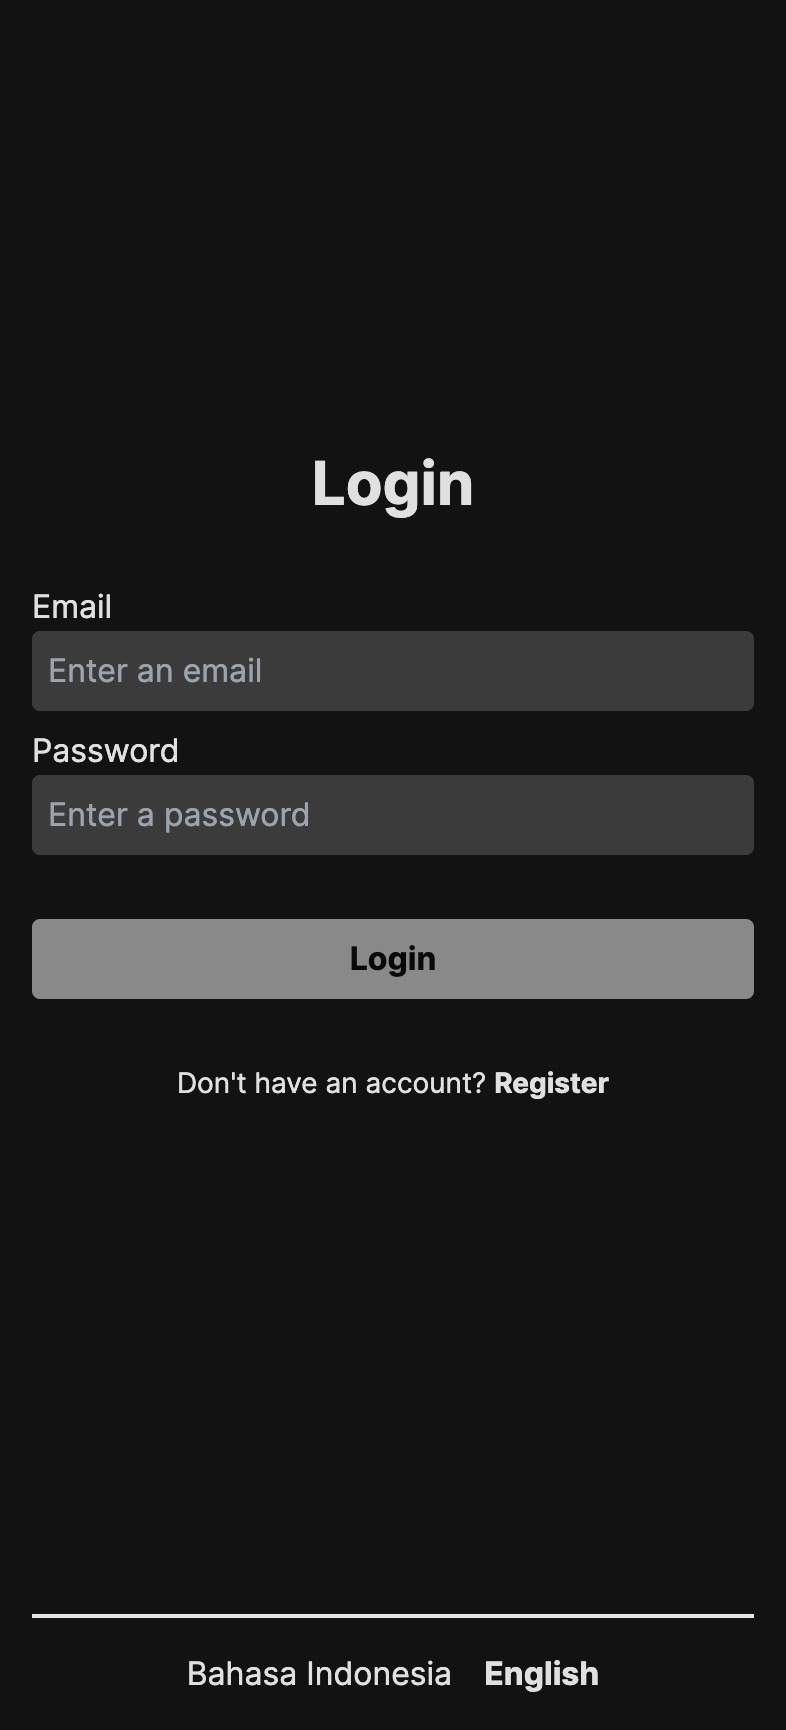 Login
Email
Enter an email
Password
Enter a password
Login
Don't have an account? Register
Bahasa Indonesia English